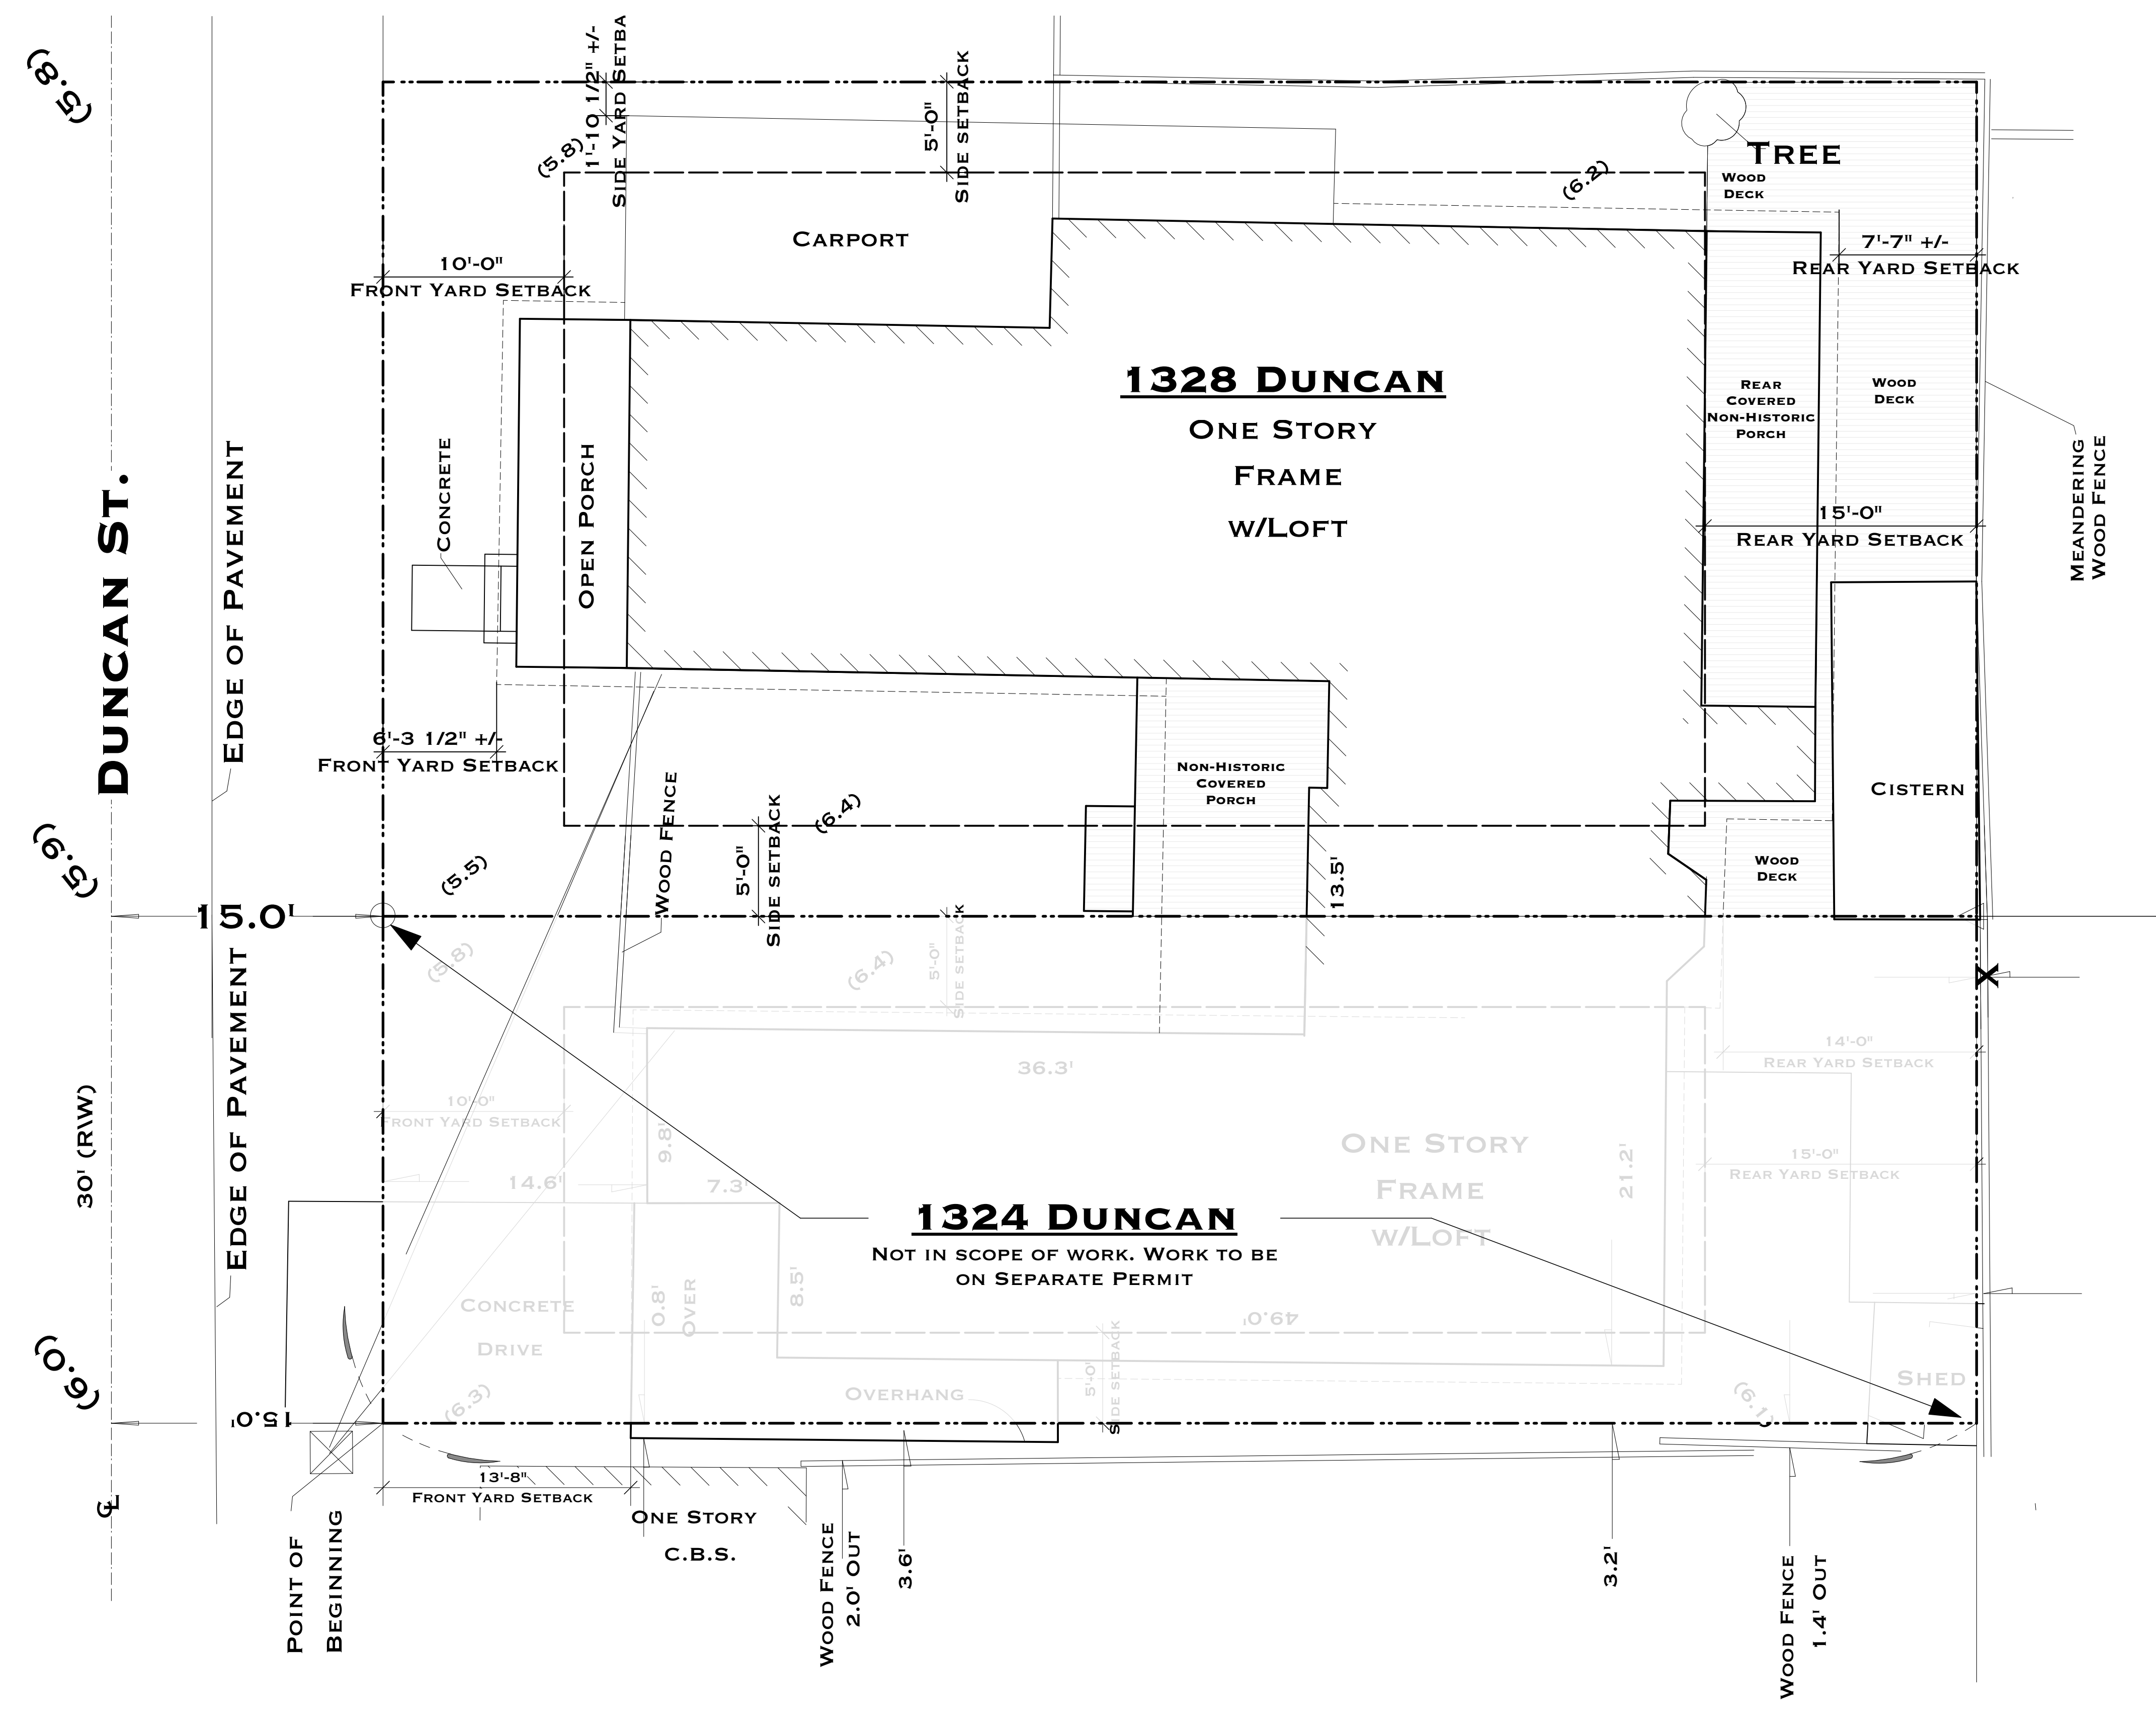 (5.8)
1'-10 1/2" +/-
SIDE YARD SETBA
5'-0"
SIDE SETBACK
(5.8)
(6.2)
TREE
WOOD
DECK
CARPORT
10'-0"
FRONT YARD SETBACK
7'-7" +/-
REAR YARD SETBACK
1328 DUNCAN
ONE STORY
FRAME
W/LOFT
REAR
COVERED
NON-HISTORIC
PORCH
WOOD
DECK
15'-0"
REAR YARD SETBACK
MEANDERING
WOOD FENCE
CONCRETE
OPEN PORCH
DUNCAN ST.
EDGE OF PAVEMENT
6'-3 1/2" +/-
FRONT YARD SETBACK
NON-HISTORIC
COVERED
PORCH
CISTERN
WOOD FENCE
5'-0"
SIDE SETBACK
(6.4)
(5.5)
13.5'
WOOD
DECK
(5.9)
15.0'
(5.8)
(6.4)
5'-0"
SIDE SETBACK
X
EDGE OF PAVEMENT
36.3'
14'-0"
REAR YARD SETBACK
10'-0"
FRONT YARD SETBACK
9.8'
ONE STORY
FRAME
W/LOFT
21.2'
15'-0"
REAR YARD SETBACK
14.6'
7.3'
30' (RW)
1324 DUNCAN
NOT IN SCOPE OF WORK. WORK TO BE
ON SEPARATE PERMIT
CONCRETE
DRIVE
0.8'
OVER
8.5'
49.0'
5'-0"
SIDE SETBACK
OVERHANG
SHED
(6.0)
(6.3)
(6.1)
15.0'
13'-8"
FRONT YARD SETBACK
CL
POINT OF
BEGINNING
ONE STORY
C.B.S.
WOOD FENCE
2.0' OUT
3.6'
3.2'
WOOD FENCE
1.4' OUT